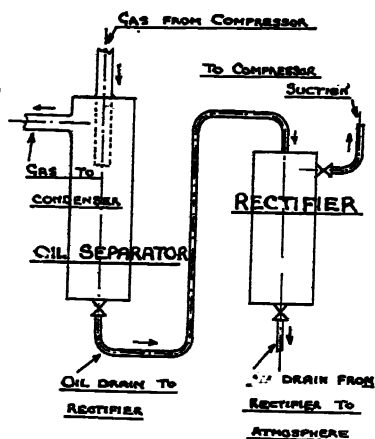 GAS FROM COMPRESSOR
TO COMPRESSOR
SUCTION
GAS TO
CONDENSER
RECTIFIER
OIL SEPARATOR
OIL DRAIN TO
RECTIFIER
DRAIN FROM
RECTIFIER TO
ATMOSPHERE